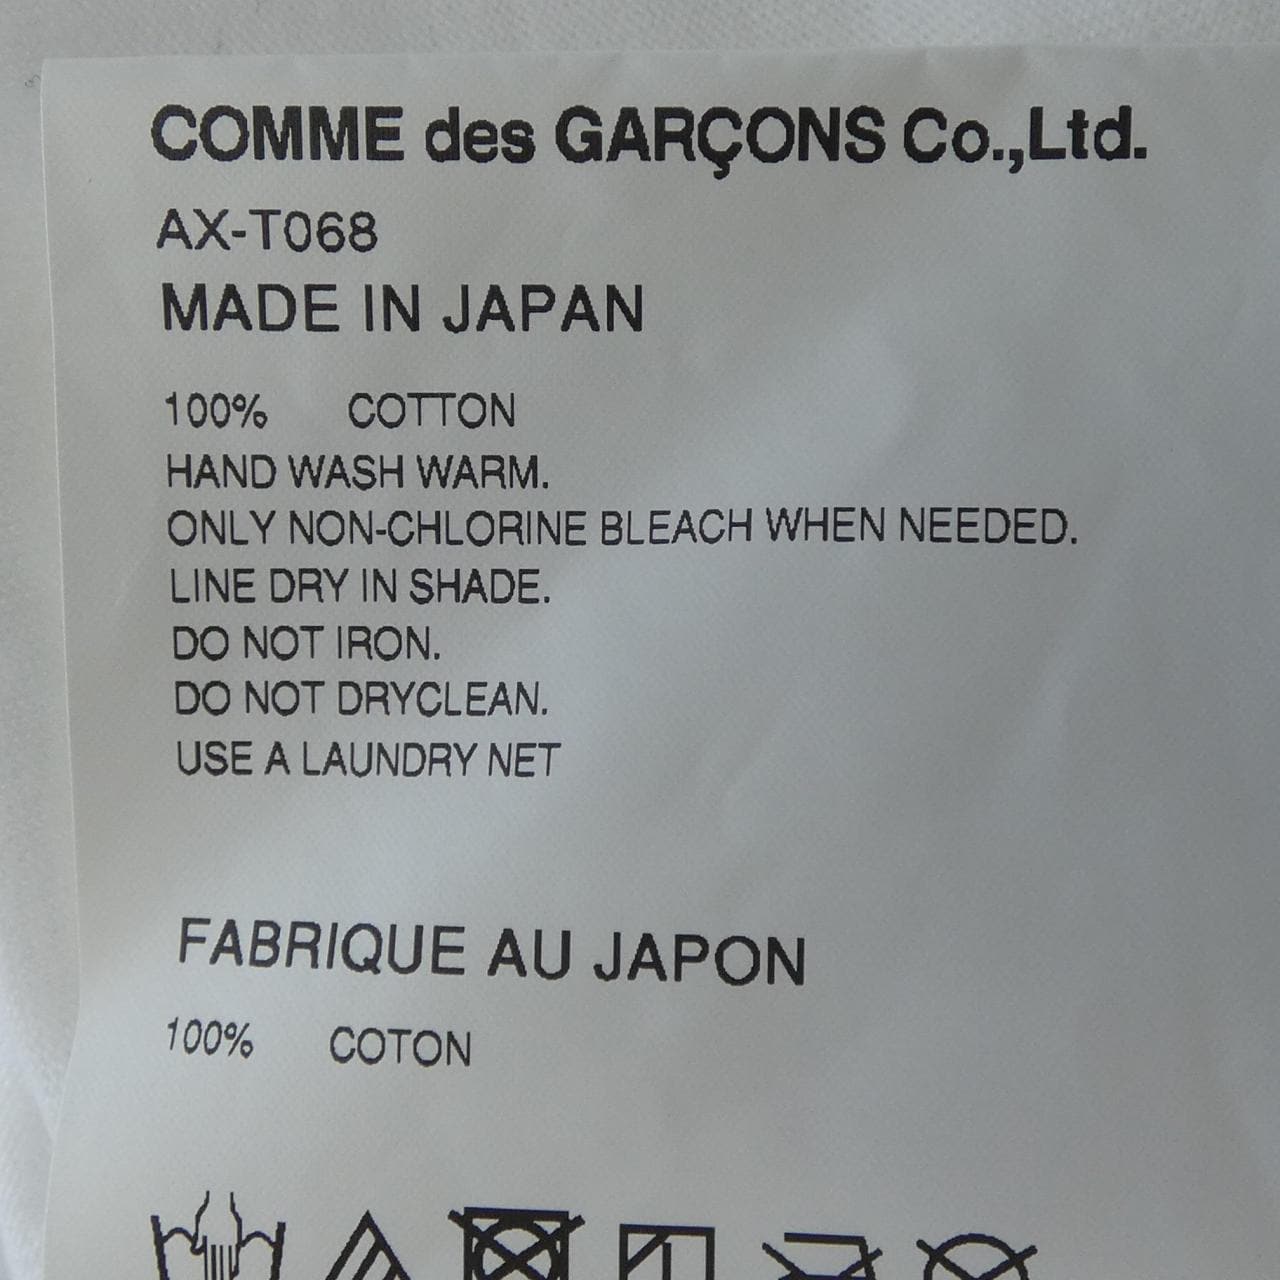 COMME des GARÇONS Co.,Ltd.
AX-T068
MADE IN JAPAN
100% COTTON
HAND WASH WARM.
ONLY NON-CHLORINE BLEACH WHEN NEEDED.
LINE DRY IN SHADE.
DO NOT IRON.
DO NOT DRYCLEAN.
USE A LAUNDRY NET
FABRIQUE AU JAPON
100% COTON